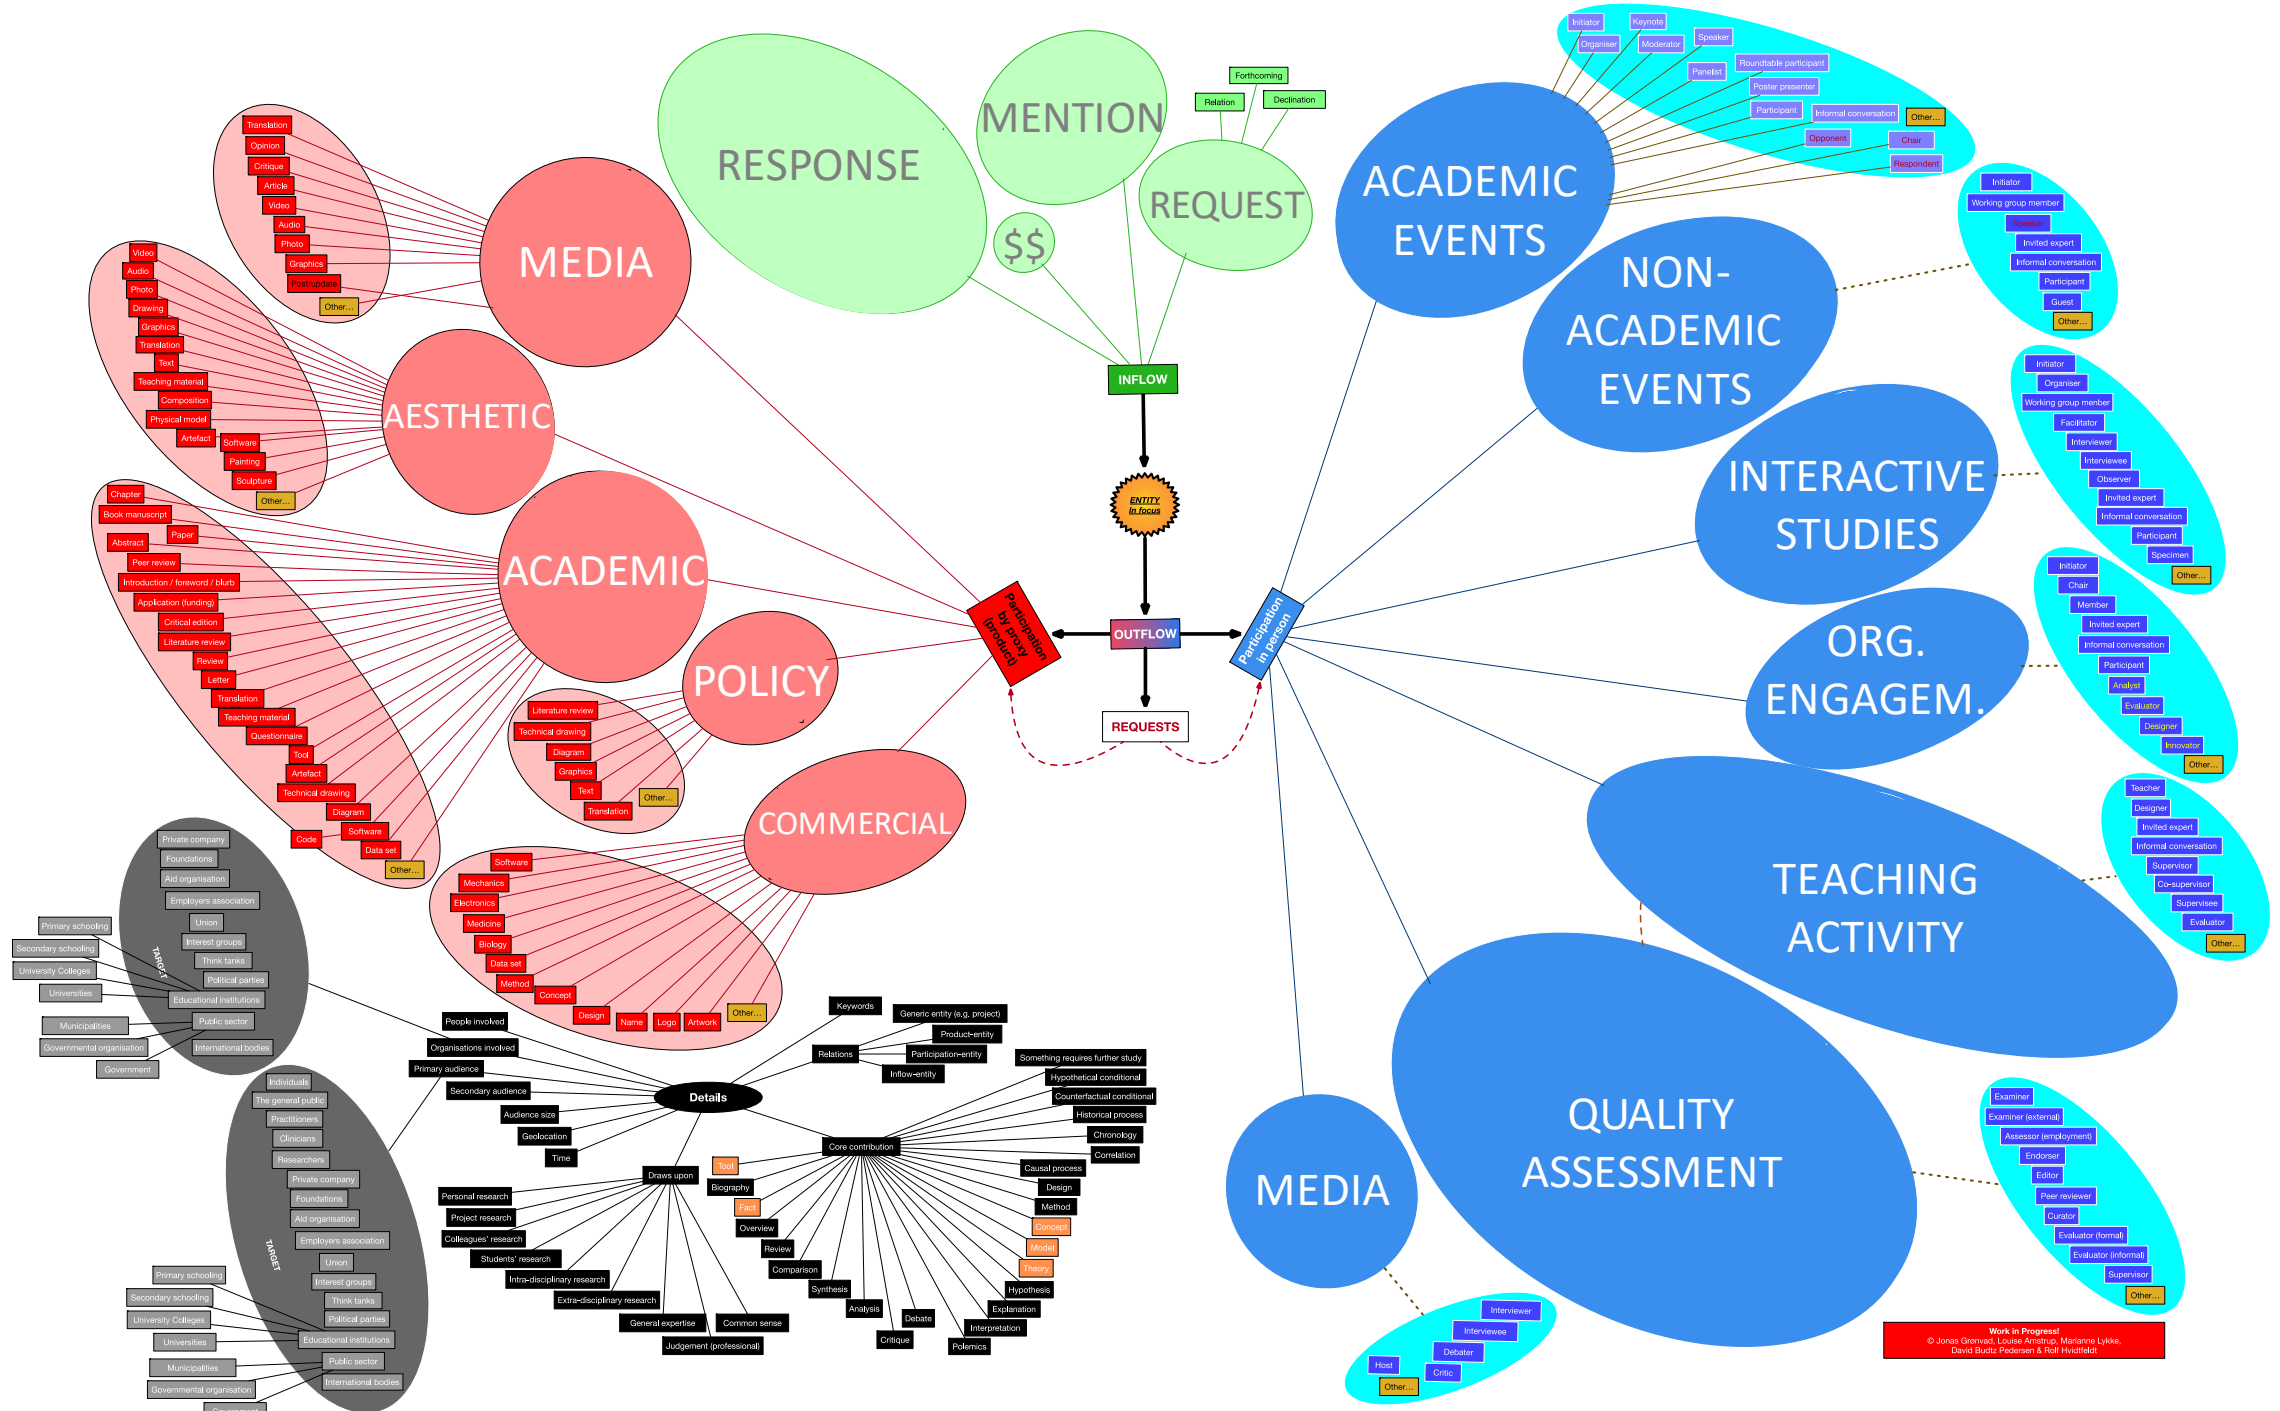 RESPONSE
MENTION
REQUEST
$$
Forthcoming
Relation
Declination
INFLOW
ENTITY
In focus
OUTFLOW
REQUESTS
Participation
by proxy
(product)
Participation
in person
MEDIA
Translation
Opinion
Critique
Article
Video
Audio
Photo
Graphics
Post/update
Other...
AESTHETIC
Video
Audio
Photo
Drawing
Graphics
Translation
Text
Teaching material
Composition
Physical model
Artefact
Software
Painting
Sculpture
Other...
ACADEMIC
Chapter
Book manuscript
Paper
Abstract
Peer review
Introduction / foreword / blurb
Application (funding)
Critical edition
Literature review
Review
Letter
Translation
Teaching material
Questionnaire
Tool
Artefact
Technical drawing
Diagram
Software
Code
Data set
Other...
POLICY
Literature review
Technical drawing
Diagram
Graphics
Text
Translation
Other...
COMMERCIAL
Software
Mechanics
Electronics
Medicine
Biology
Data set
Method
Concept
Design
Name
Logo
Artwork
Other...
ACADEMIC
EVENTS
Initiator
Keynote
Organiser
Moderator
Speaker
Panelist
Roundtable participant
Poster presenter
Participant
Informal conversation
Other...
Opponent
Chair
Respondent
NON-
ACADEMIC
EVENTS
Initiator
Working group member
Speaker
Invited expert
Informal conversation
Participant
Guest
Other...
INTERACTIVE
STUDIES
Initiator
Organiser
Working group menber
Facilitator
Interviewer
Interviewee
Observer
Invited expert
Informal conversation
Participant
Specimen
Other...
ORG.
ENGAGEM.
Initiator
Chair
Member
Invited expert
Informal conversation
Participant
Analyst
Evaluator
Designer
Innovator
Other...
TEACHING
ACTIVITY
Teacher
Designer
Invited expert
Informal conversation
Supervisor
Co-supervisor
Supervisee
Evaluator
Other...
QUALITY
ASSESSMENT
Examiner
Examiner (external)
Assessor (employment)
Endorser
Editor
Peer reviewer
Curator
Evaluator (formal)
Evaluator (informal)
Supervisor
Other...
MEDIA
Interviewer
Interviewee
Debater
Critic
Host
Other...
Details
Keywords
People involved
Organisations involved
Primary audience
Secondary audience
Audience size
Geolocation
Time
Relations
Generic entity (e.g. project)
Product-entity
Participation-entity
Inflow-entity
Draws upon
Personal research
Project research
Colleagues' research
Students' research
Intra-disciplinary research
Extra-disciplinary research
General expertise
Judgement (professional)
Common sense
Core contribution
Something requires further study
Hypothetical conditional
Counterfactual conditional
Historical process
Chronology
Correlation
Causal process
Design
Method
Concept
Model
Theory
Hypothesis
Explanation
Interpretation
Polemics
Debate
Critique
Analysis
Synthesis
Comparison
Review
Overview
Fact
Biography
Tool
TARGET
Private company
Foundations
Aid organisation
Employers association
Union
Interest groups
Think tanks
Political parties
Educational institutions
Public sector
International bodies
Primary schooling
Secondary schooling
University Colleges
Universities
Municipalities
Governmental organisation
Government
TARGET
Individuals
The general public
Practitioners
Clinicians
Researchers
Private company
Foundations
Aid organisation
Employers association
Union
Interest groups
Think tanks
Political parties
Educational institutions
Public sector
International bodies
Primary schooling
Secondary schooling
University Colleges
Universities
Municipalities
Governmental organisation
Government
Work in Progress!
© Jonas Grønvad, Louise Amstrup, Marianne Lykke,
David Budtz Pedersen & Rolf Hvidtfeldt